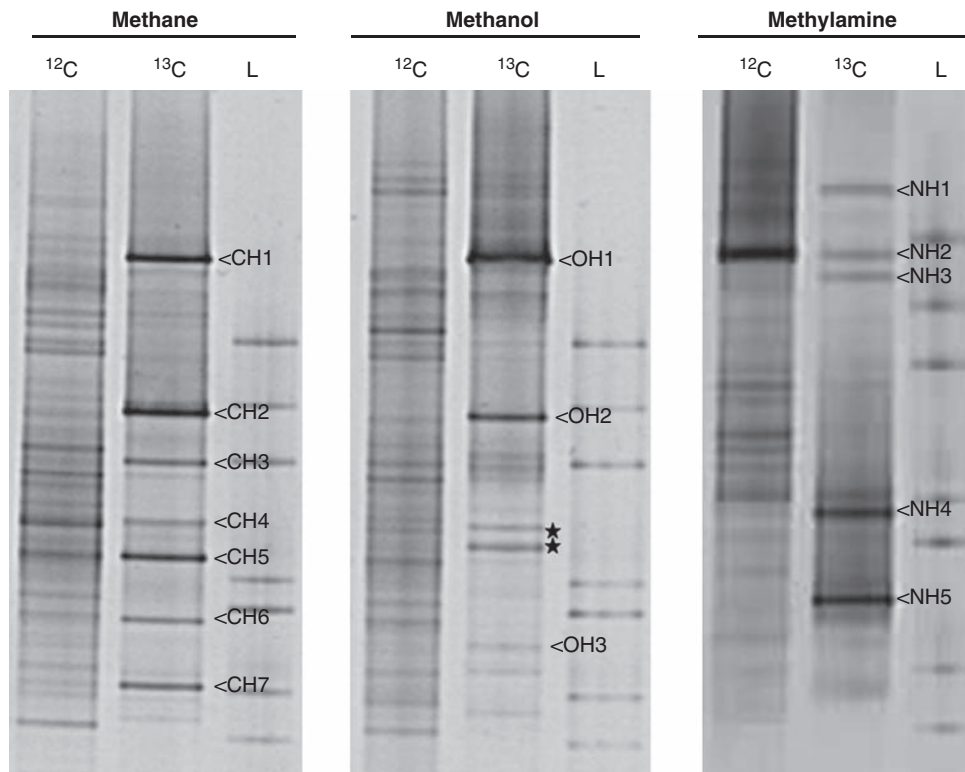 Methane Methanol Methylamine
¹²C ¹³C L ¹²C ¹³C L ¹²C ¹³C L
<NH1
<CH1 <OH1 <NH2
<NH3
<CH2 <OH2
<CH3
<CH4 ★ <NH4
<CH5 ★
<CH6 <NH5
<OH3
<CH7